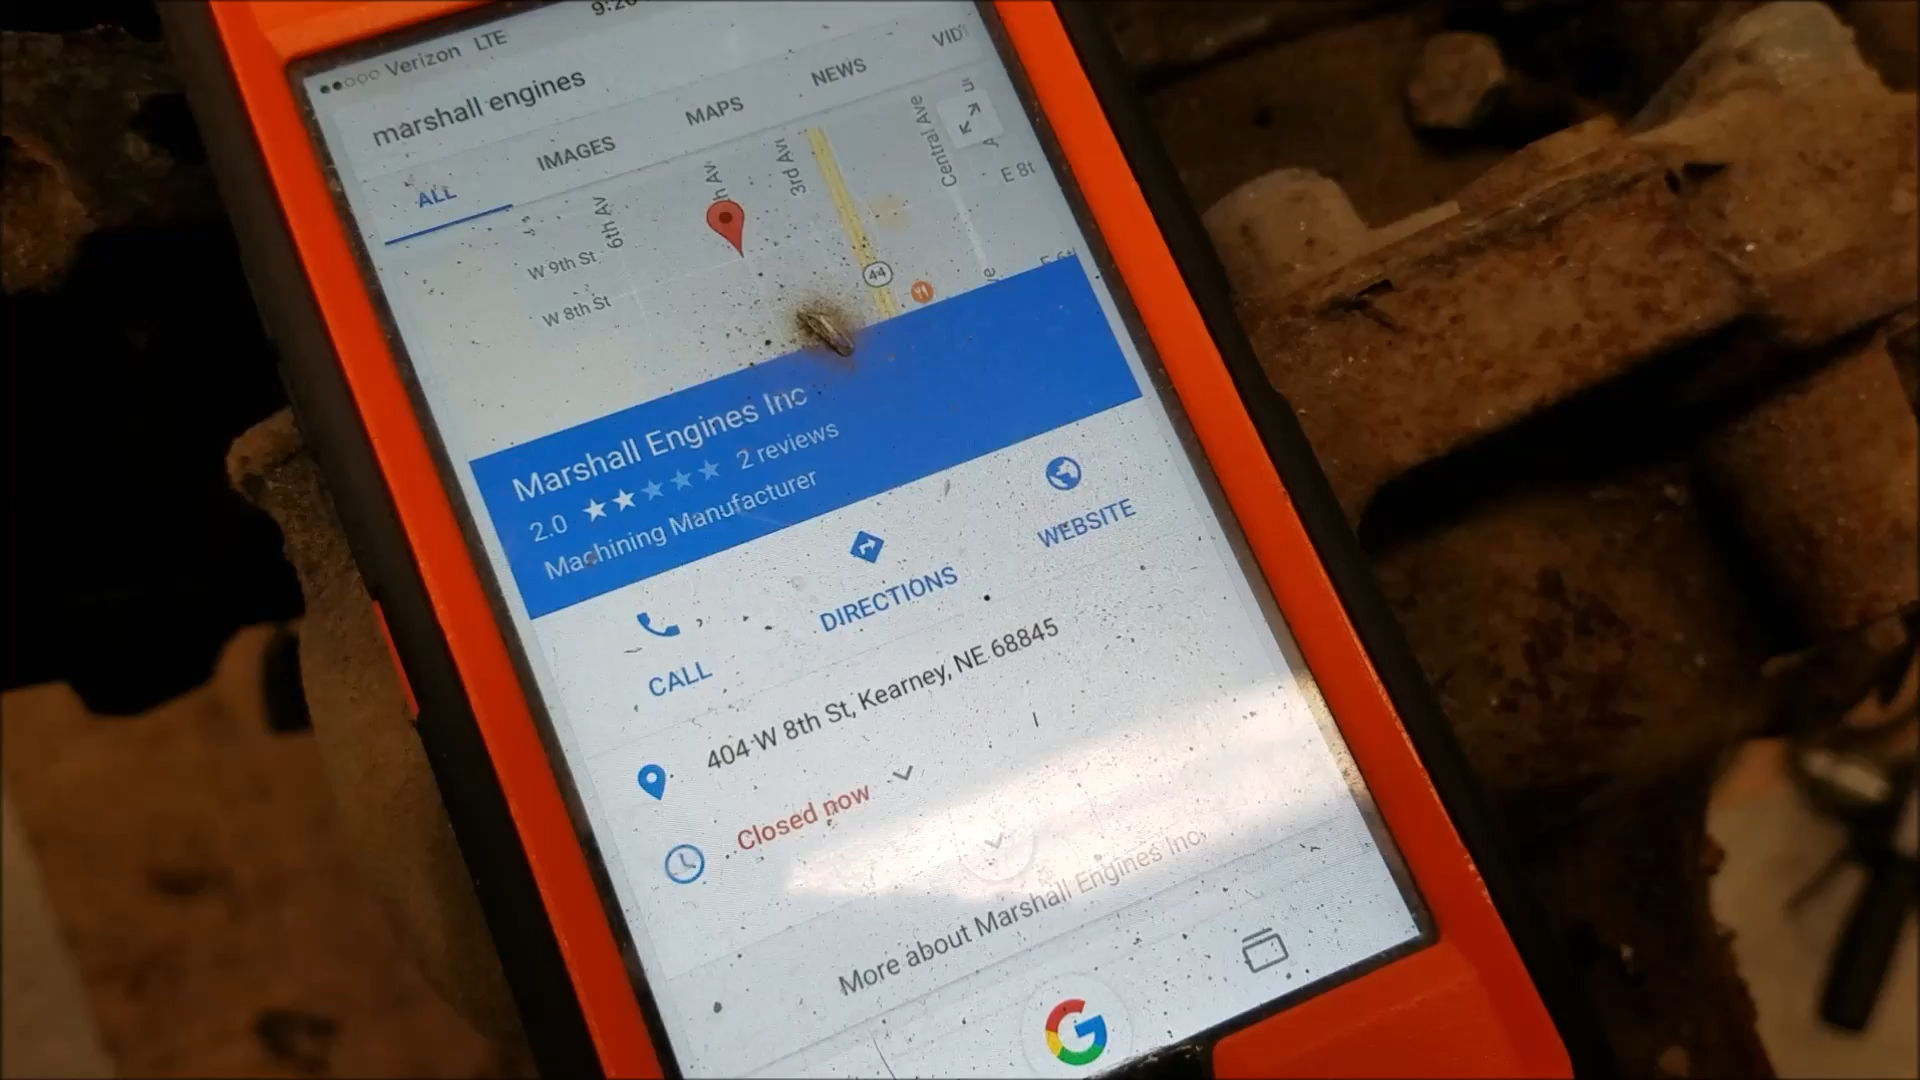 Verizon LTE
marshall engines
ALL IMAGES MAPS NEWS
6th AV
3rd Av
Central Ave
E 8t
W 9th St
W 8th St
44
Marshall Engines Inc
2.0 2 reviews
Machining Manufacturer
CALL DIRECTIONS WEBSITE
404 W 8th St, Kearney, NE 68845
Closed now
More about Marshall Engines Inc
G